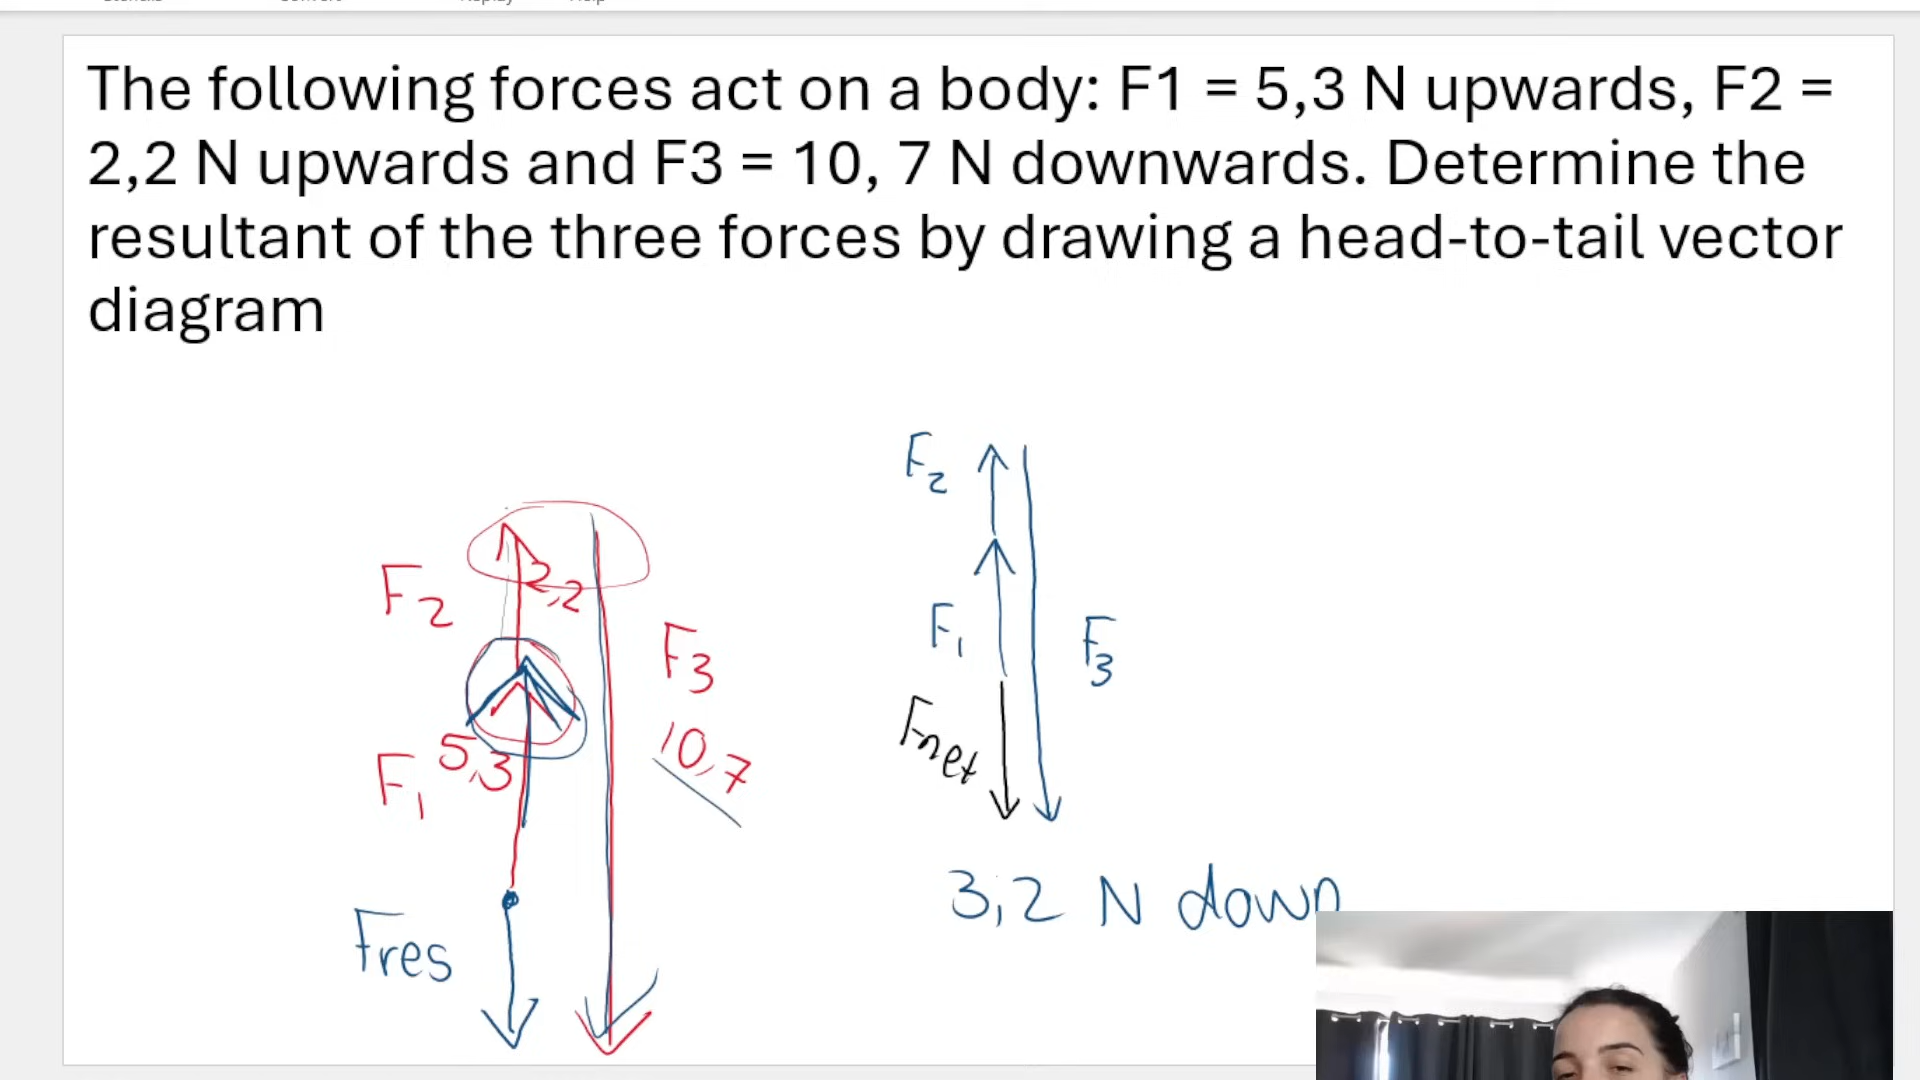 The following forces act on a body: F1 = 5,3 N upwards, F2 =
2,2 N upwards and F3 = 10, 7 N downwards. Determine the
resultant of the three forces by drawing a head-to-tail vector
diagram
F2
2,2
F3
10,7
F1
5,3
Fres
F2
F1
F3
Fnet
3,2 N down